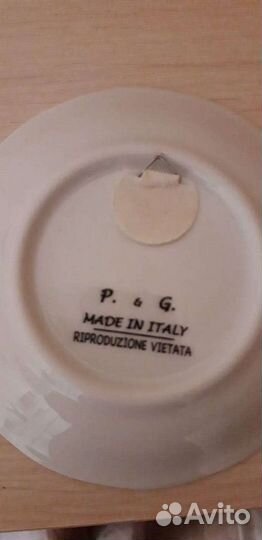 P. & G.
MADE IN ITALY
RIPRODUZIONE VIETATA
Avito